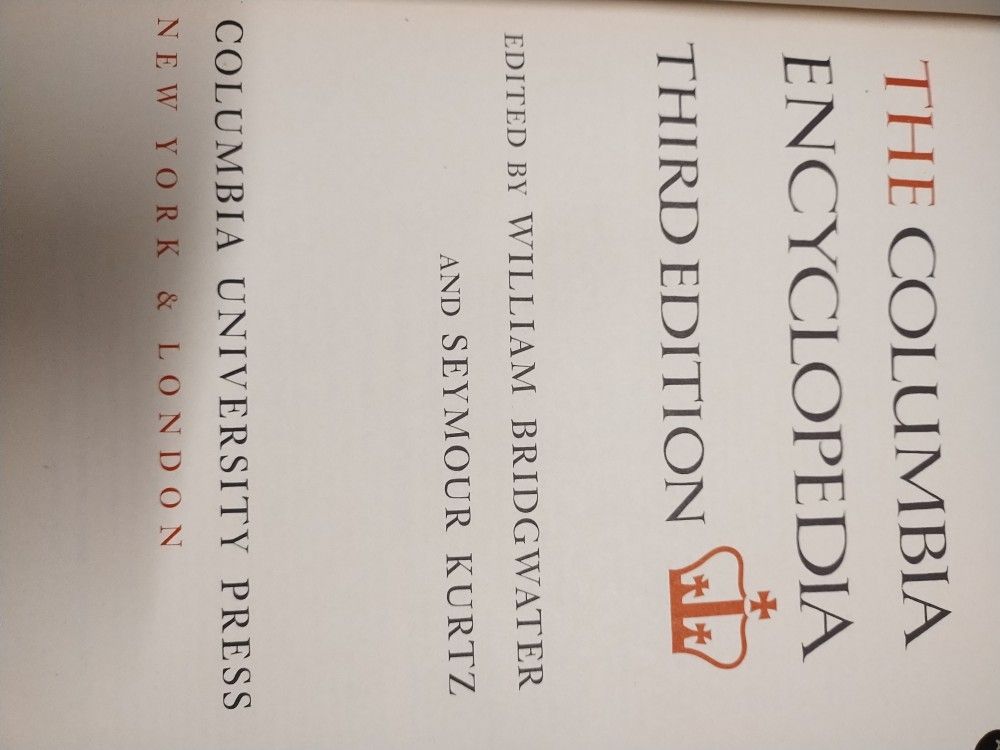 THE COLUMBIA
ENCYCLOPEDIA
THIRD EDITION
EDITED BY WILLIAM BRIDGWATER
AND SEYMOUR KURTZ
COLUMBIA UNIVERSITY PRESS
NEW YORK & LONDON